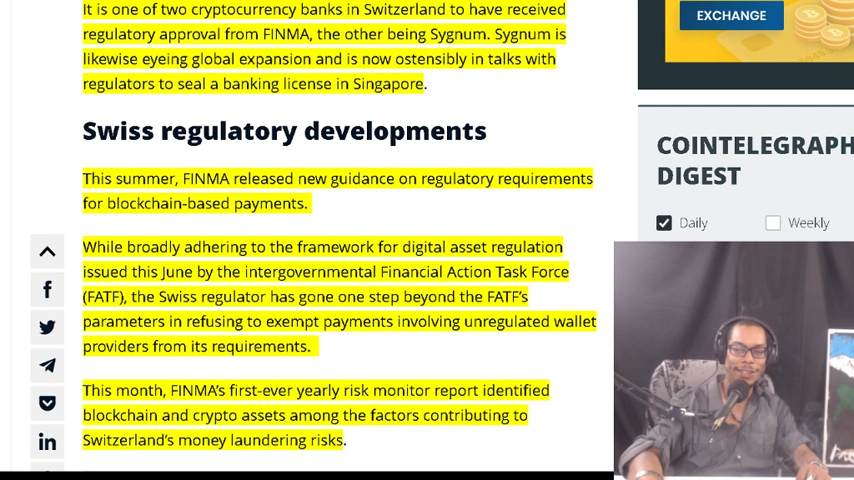 It is one of two cryptocurrency banks in Switzerland to have received
regulatory approval from FINMA, the other being Sygnum. Sygnum is
likewise eyeing global expansion and is now ostensibly in talks with
regulators to seal a banking license in Singapore.
Swiss regulatory developments
This summer, FINMA released new guidance on regulatory requirements
for blockchain-based payments.
While broadly adhering to the framework for digital asset regulation
issued this June by the intergovernmental Financial Action Task Force
(FATF), the Swiss regulator has gone one step beyond the FATF's
parameters in refusing to exempt payments involving unregulated wallet
providers from its requirements.
This month, FINMA's first-ever yearly risk monitor report identified
blockchain and crypto assets among the factors contributing to
Switzerland's money laundering risks.
EXCHANGE
COINTELEGRAPH
DIGEST
Daily Weekly